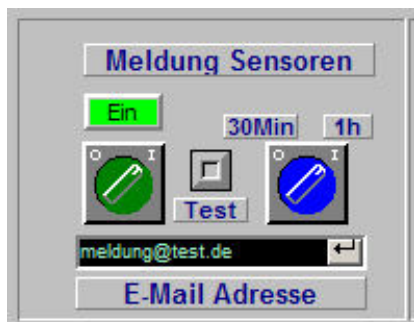 Meldung Sensoren
Ein
30Min 1h
O I O I
Test
meldung@test.de
E-Mail Adresse